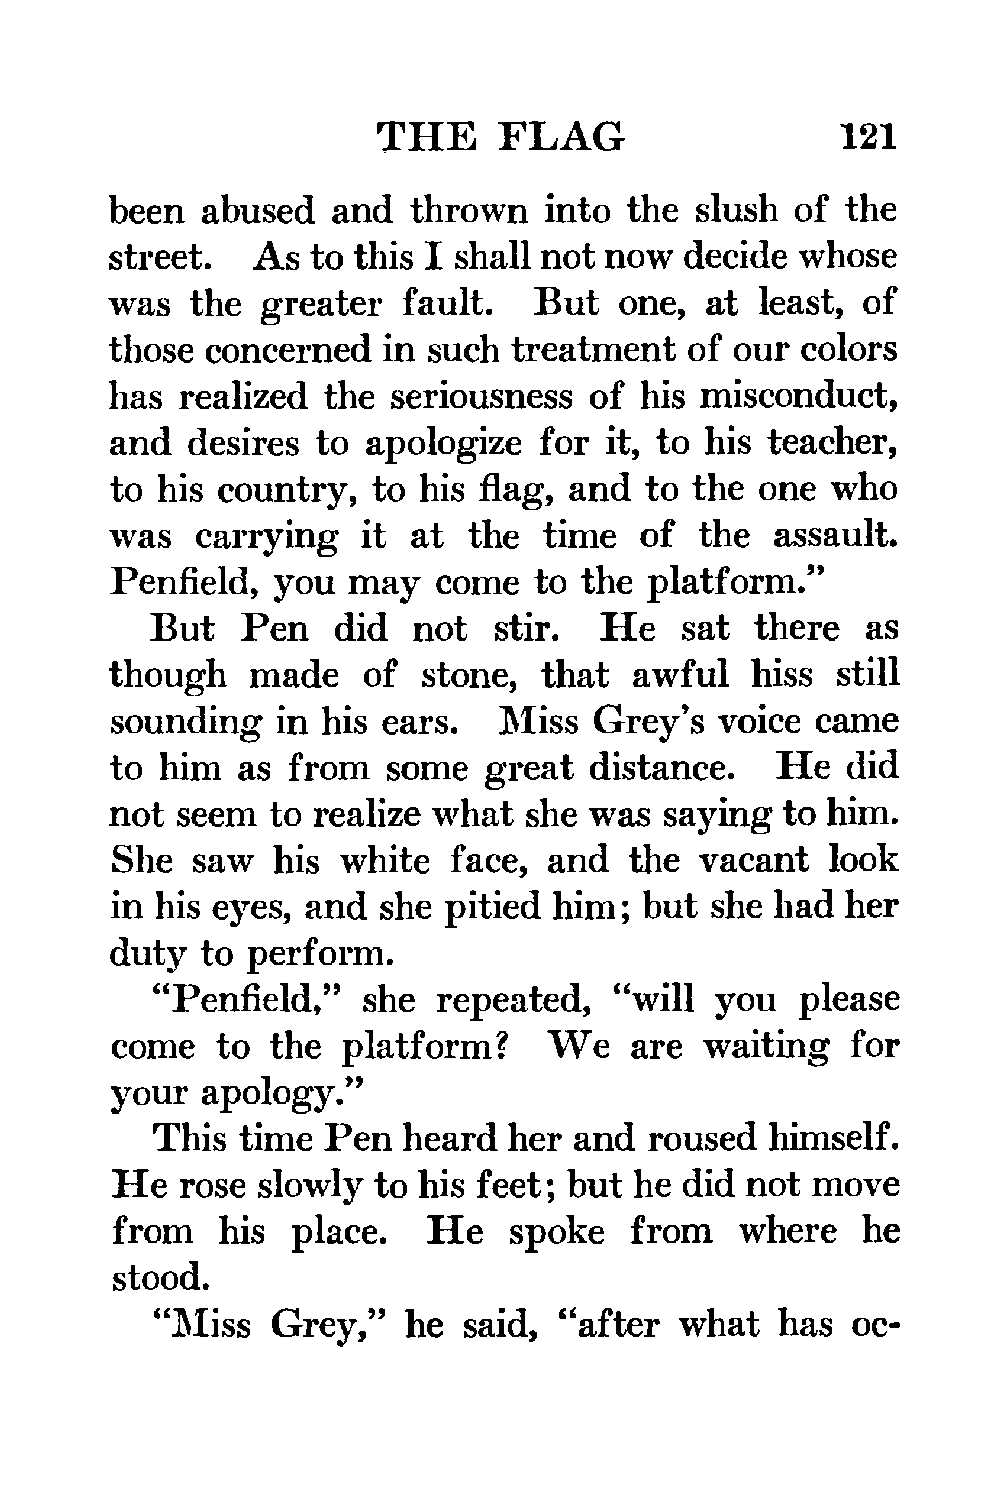 THE FLAG 121
been abused and thrown into the slush of the
street. As to this I shall not now decide whose
was the greater fault. But one, at least, of
those concerned in such treatment of our colors
has realized the seriousness of his misconduct,
and desires to apologize for it, to his teacher,
to his country, to his flag, and to the one who
was carrying it at the time of the assault.
Penfield, you may come to the platform.”
But Pen did not stir. He sat there as
though made of stone, that awful hiss still
sounding in his ears. Miss Grey’s voice came
to him as from some great distance. He did
not seem to realize what she was saying to him.
She saw his white face, and the vacant look
in his eyes, and she pitied him; but she had her
duty to perform.
“Penfield,” she repeated, “will you please
come to the platform? We are waiting for
your apology.”
This time Pen heard her and roused himself.
He rose slowly to his feet; but he did not move
from his place. He spoke from where he
stood.
“Miss Grey,” he said, “after what has oc-